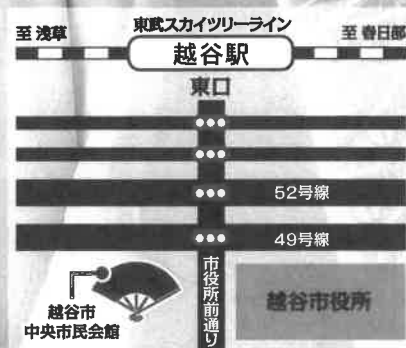 東武スカイツリーライン
至 浅草
至 春日部
越谷駅
東口
52号線
49号線
市役所前通り
越谷市
中央市民会館
越谷市役所